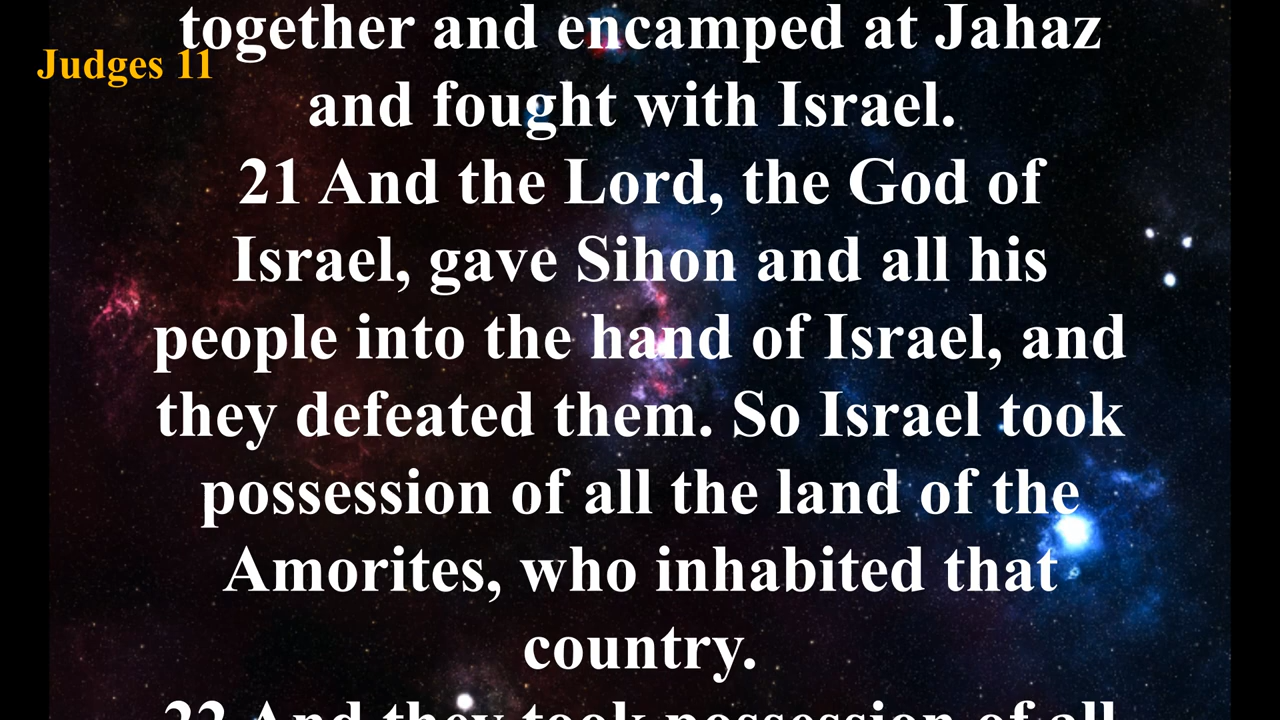 together and encamped at Jahaz
Judges 11
and fought with Israel.
21 And the Lord, the God of
Israel, gave Sihon and all his
people into the hand of Israel, and
they defeated them. So Israel took
possession of all the land of the
Amorites, who inhabited that
country.
22 And they took possession of all